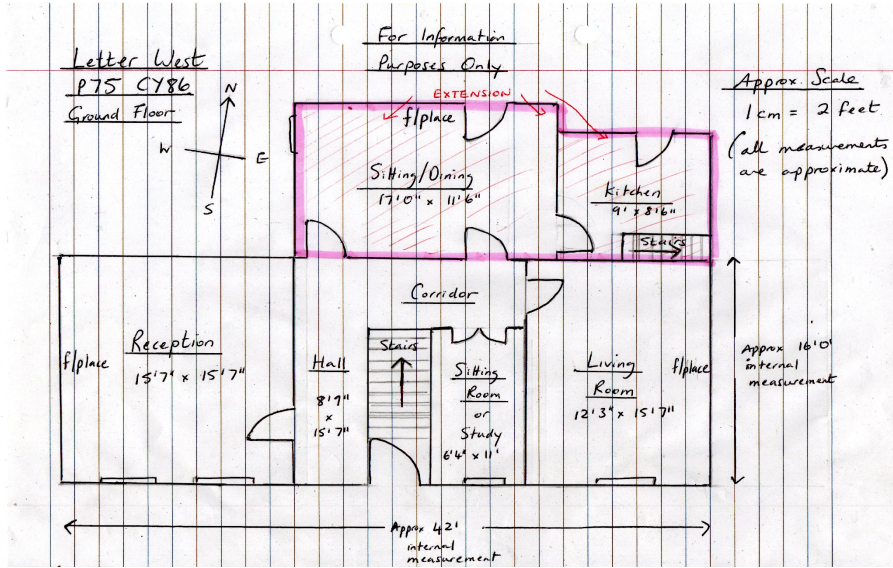 For Information
Purposes Only
Letter West
P75 CY86
Ground Floor
N
W
E
S
Approx. Scale
1 cm = 2 feet
(all measurements
are approximate)
EXTENSION
f/place
Sitting/Dining
17'0" x 11'6"
Kitchen
9' x 8'6"
Stairs
Corridor
Reception
15'7" x 15'7"
f/place
Hall
8'9"
x
15'7"
Stairs
Sitting
Room
or
Study
6'4" x 11'
Living
Room
12'3" x 15'7"
f/place
Approx 16'0"
internal
measurement
Approx 42'
internal
measurement